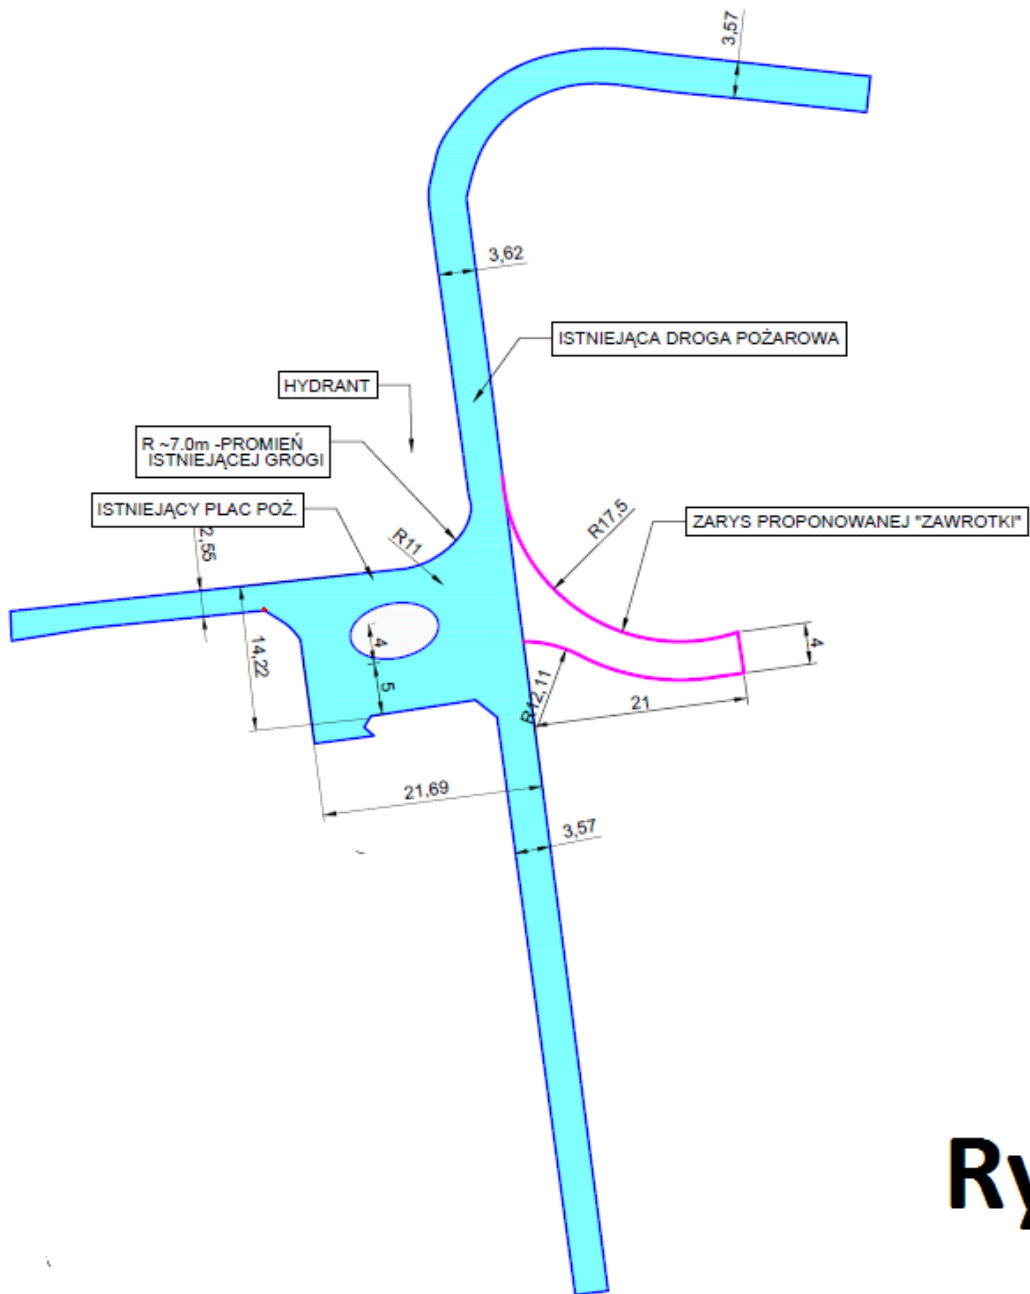 3,57
3,62
ISTNIEJĄCA DROGA POŻAROWA
HYDRANT
R ~7.0m -PROMIEŃ
ISTNIEJĄCEJ GROGI
ISTNIEJĄCY PLAC POŻ.
R11
R17,5
ZARYS PROPONOWANEJ "ZAWROTKI"
2,55
14,22
4
5
4
R12,11
21
21,69
3,57
Ry